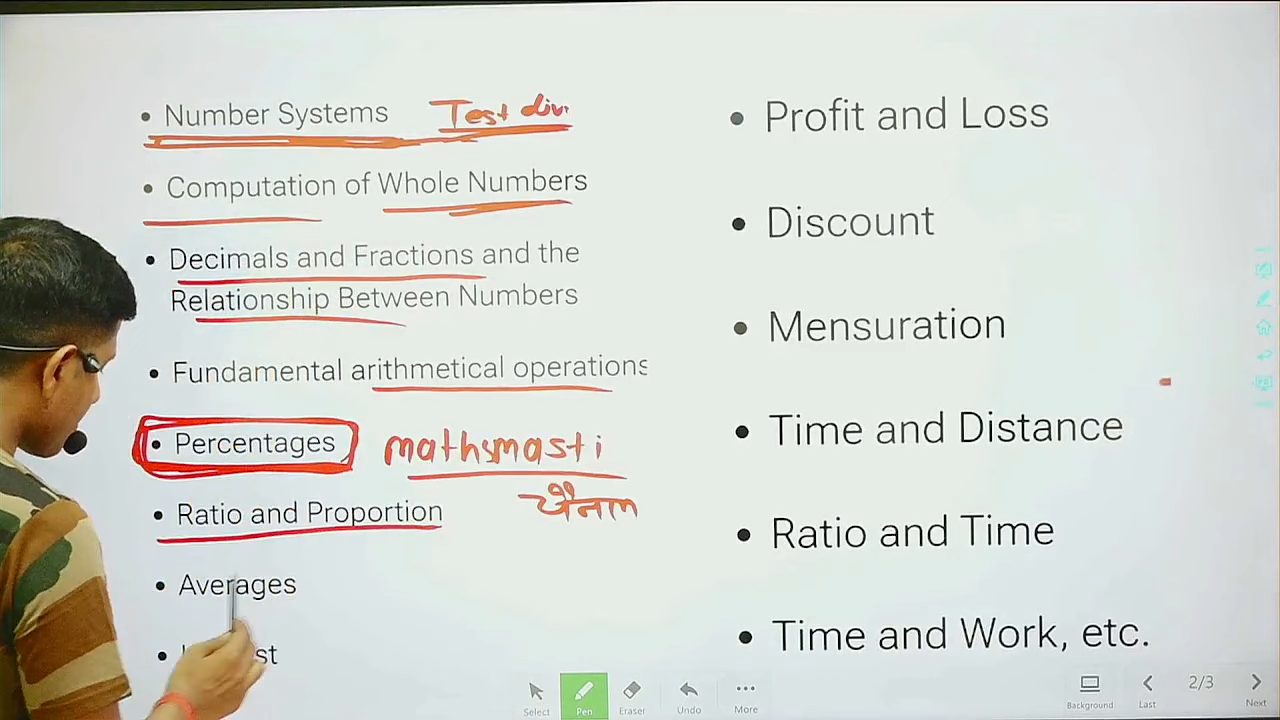 • Number Systems Test div.
• Computation of Whole Numbers
• Decimals and Fractions and the
Relationship Between Numbers
• Fundamental arithmetical operations
• Percentages mathsmasti
चैनल
• Ratio and Proportion
• Averages
• Profit and Loss
• Discount
• Mensuration
• Time and Distance
• Ratio and Time
• Time and Work, etc.
Select
Pen
Eraser
Undo
More
Background
Last
2/3
Next